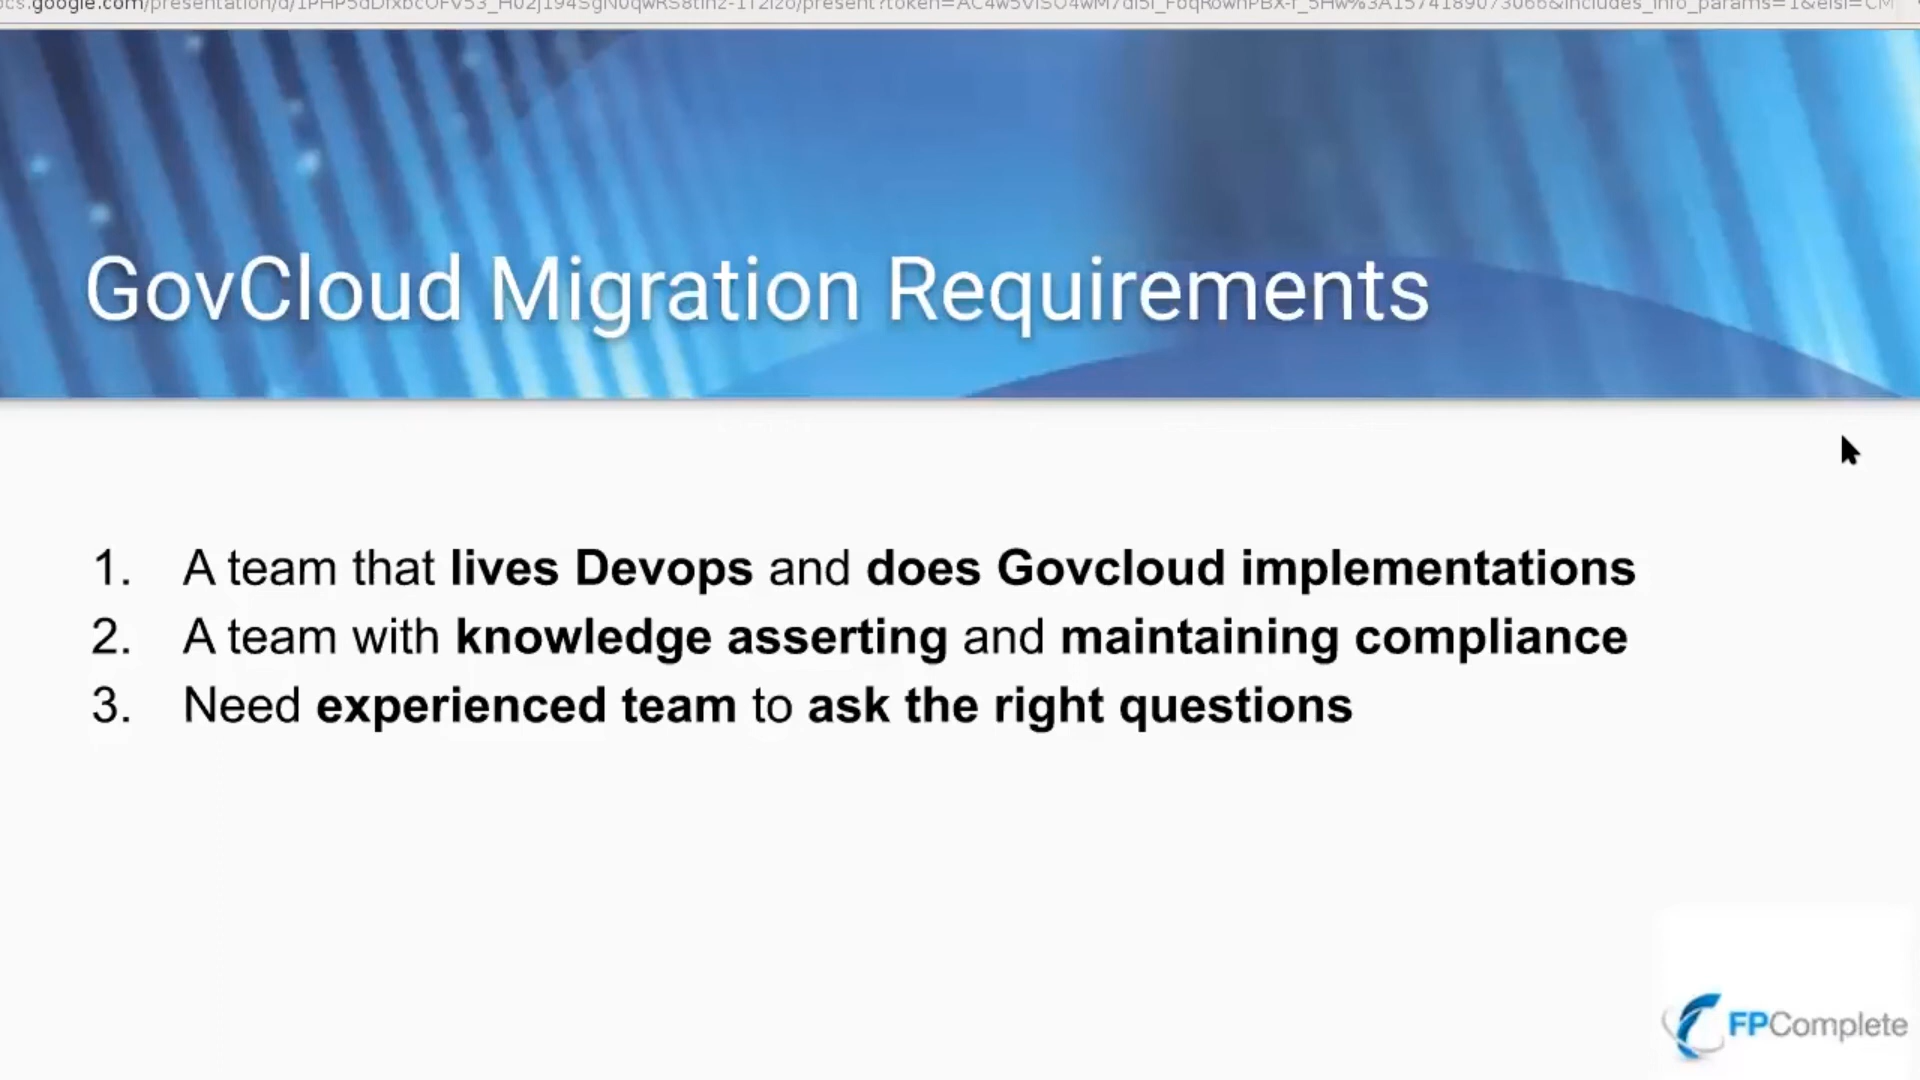 GovCloud Migration Requirements
1. A team that lives Devops and does Govcloud implementations
2. A team with knowledge asserting and maintaining compliance
3. Need experienced team to ask the right questions
FPComplete